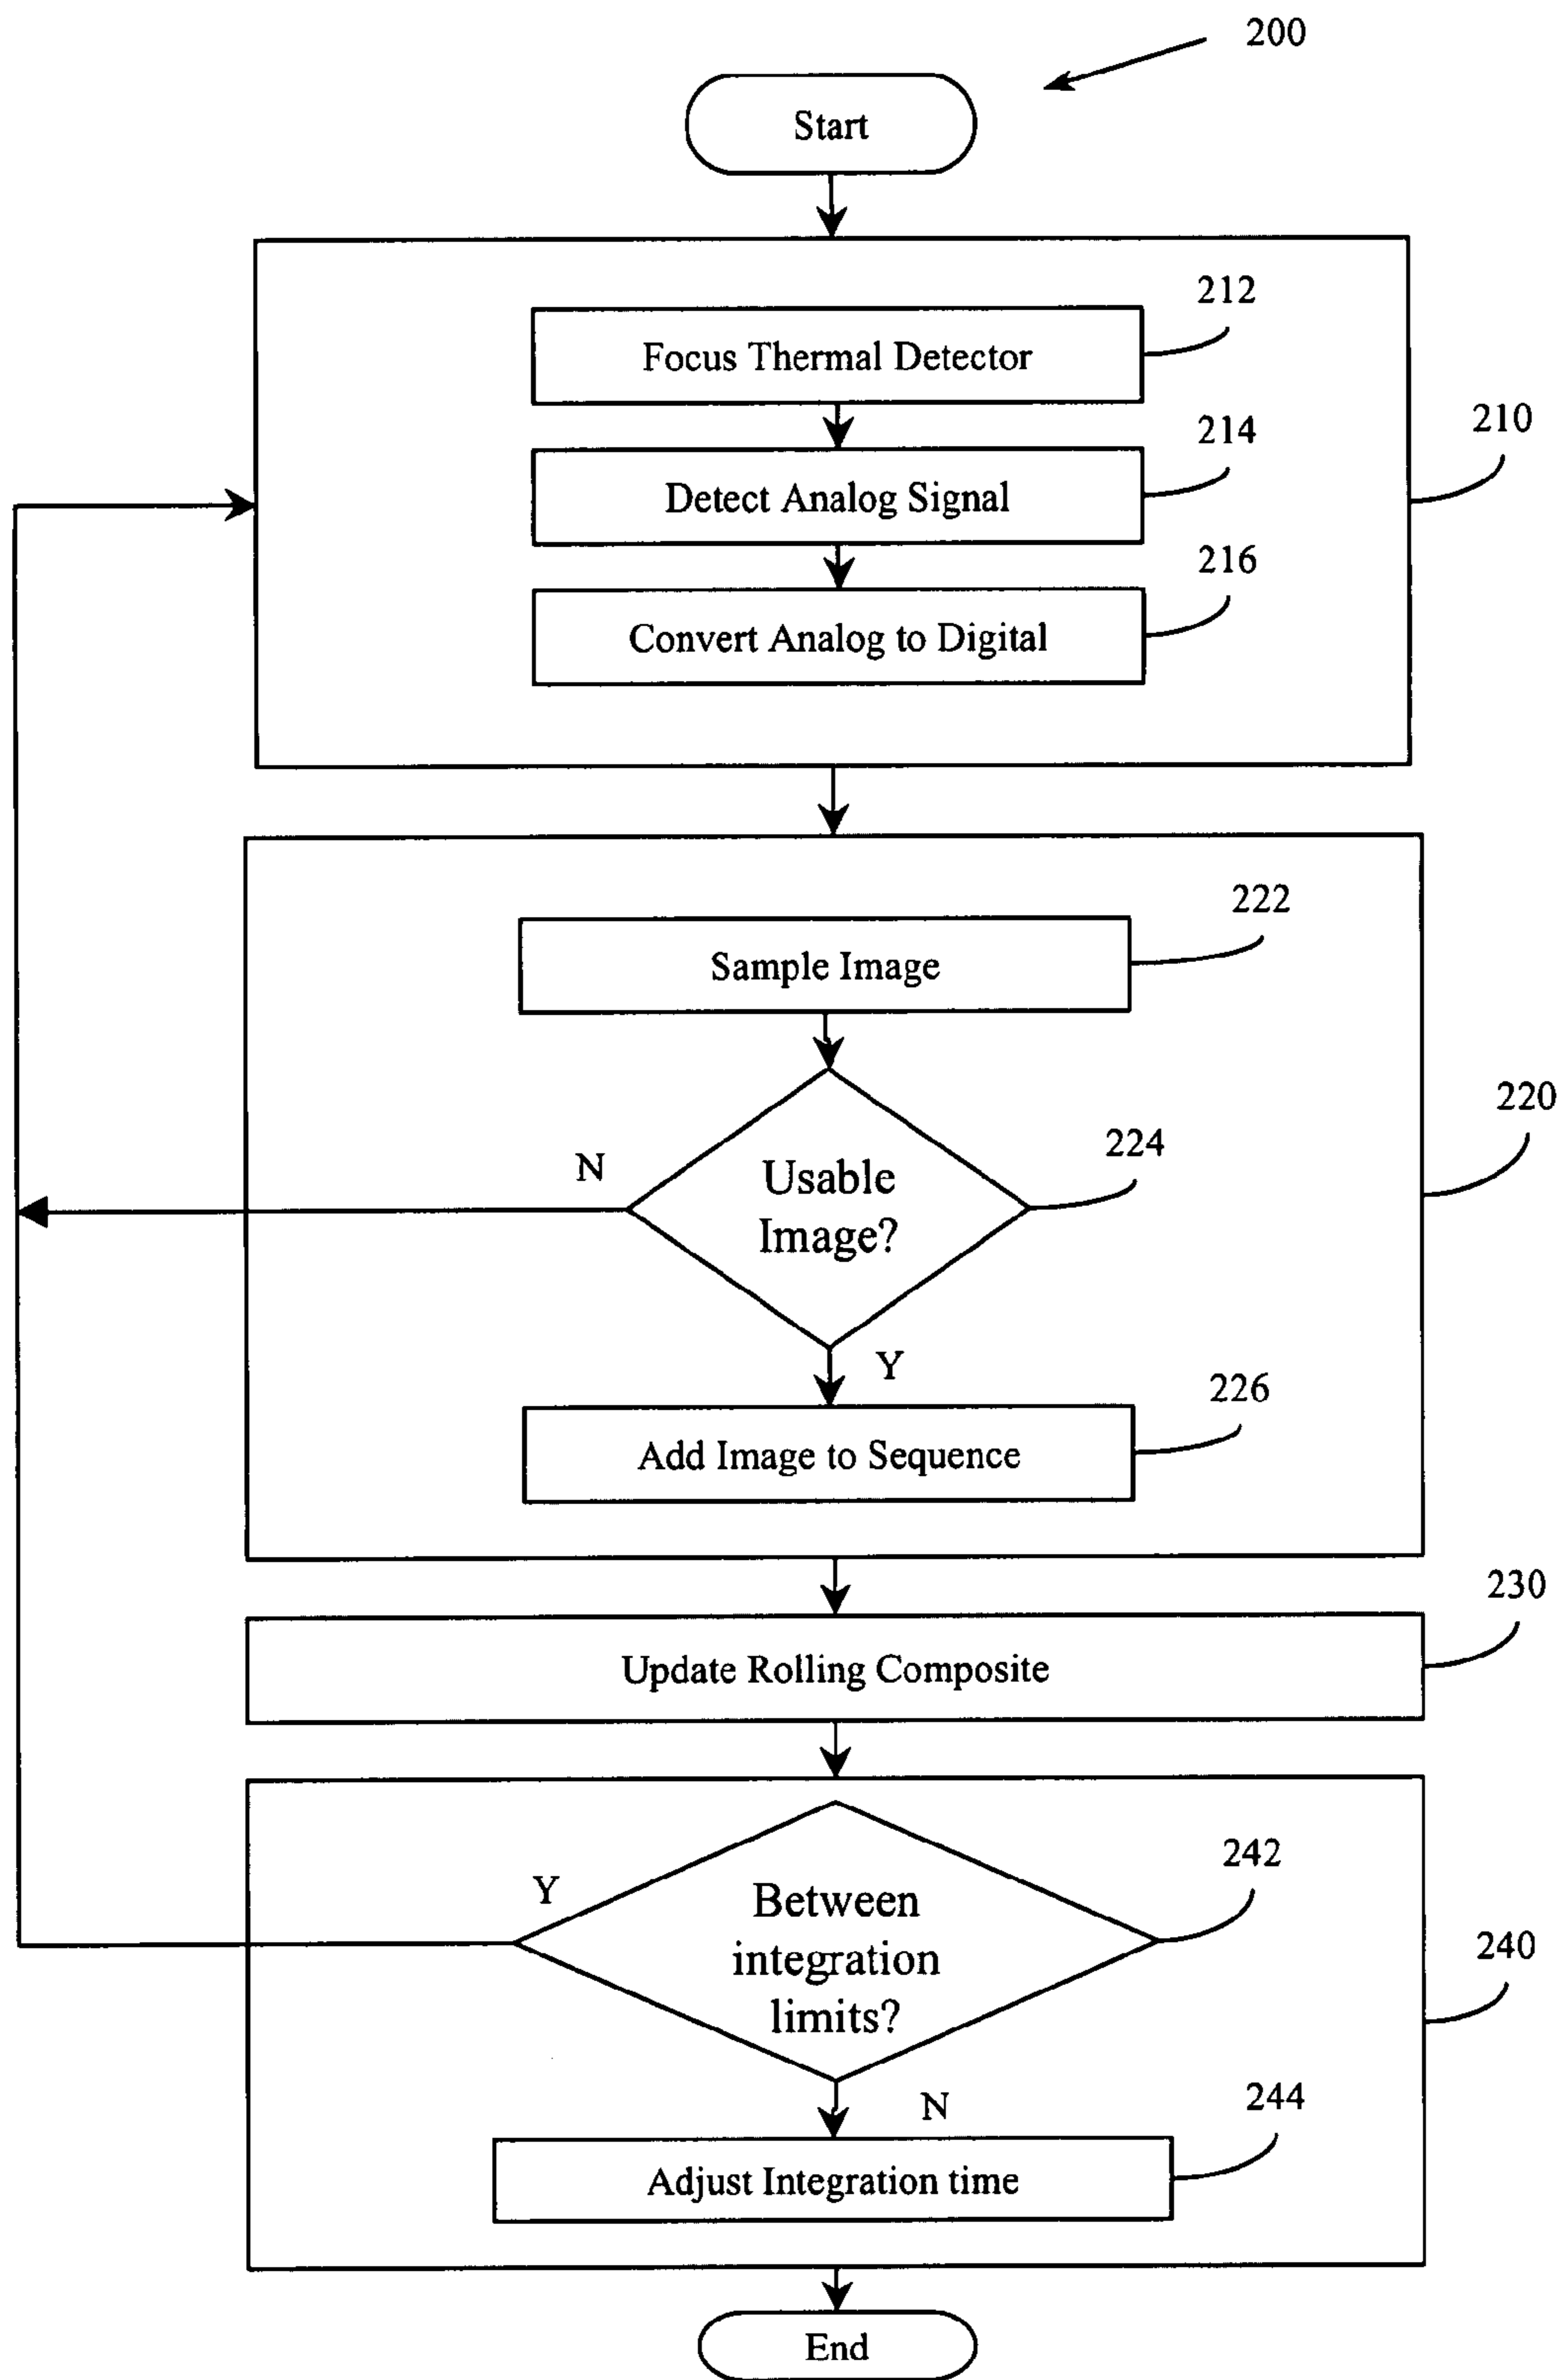 200
Start
212
Focus Thermal Detector
210
214
Detect Analog Signal
216
Convert Analog to Digital
222
Sample Image
220
224
N
Usable
Image?
Y
226
Add Image to Sequence
230
Update Rolling Composite
242
Y
Between
integration
limits?
240
N
244
Adjust Integration time
End